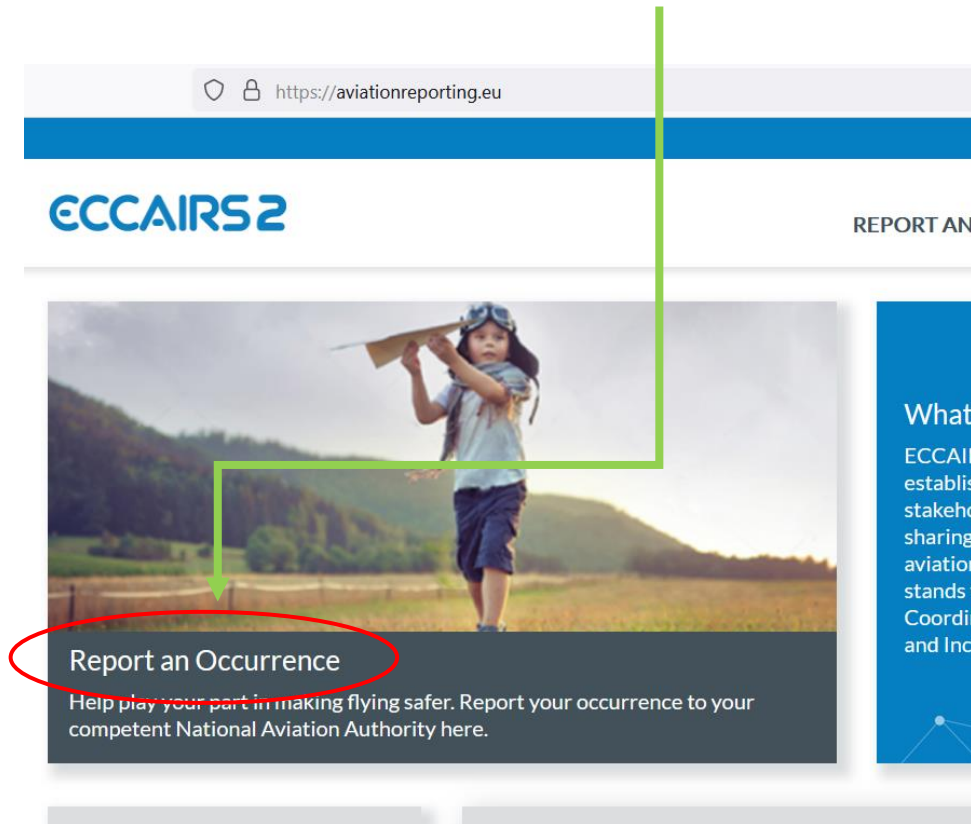 https://aviationreporting.eu
ECCAIRS2
REPORT AN
Report an Occurrence
Help play your part in making flying safer. Report your occurrence to your
competent National Aviation Authority here.
What
ECCAI
establis
stakeho
sharing
aviation
stands
Coordi
and Inc